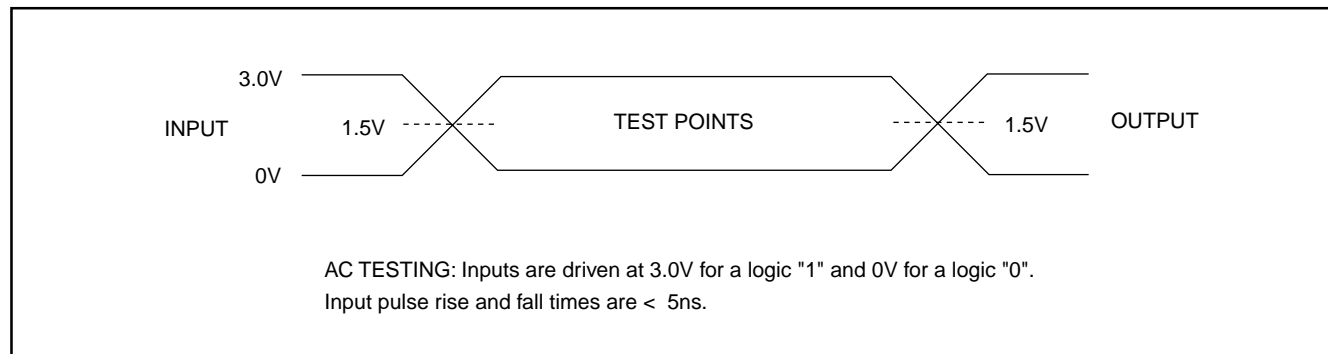 3.0V
INPUT 1.5V TEST POINTS 1.5V OUTPUT
0V
AC TESTING: Inputs are driven at 3.0V for a logic "1" and 0V for a logic "0".
Input pulse rise and fall times are < 5ns.